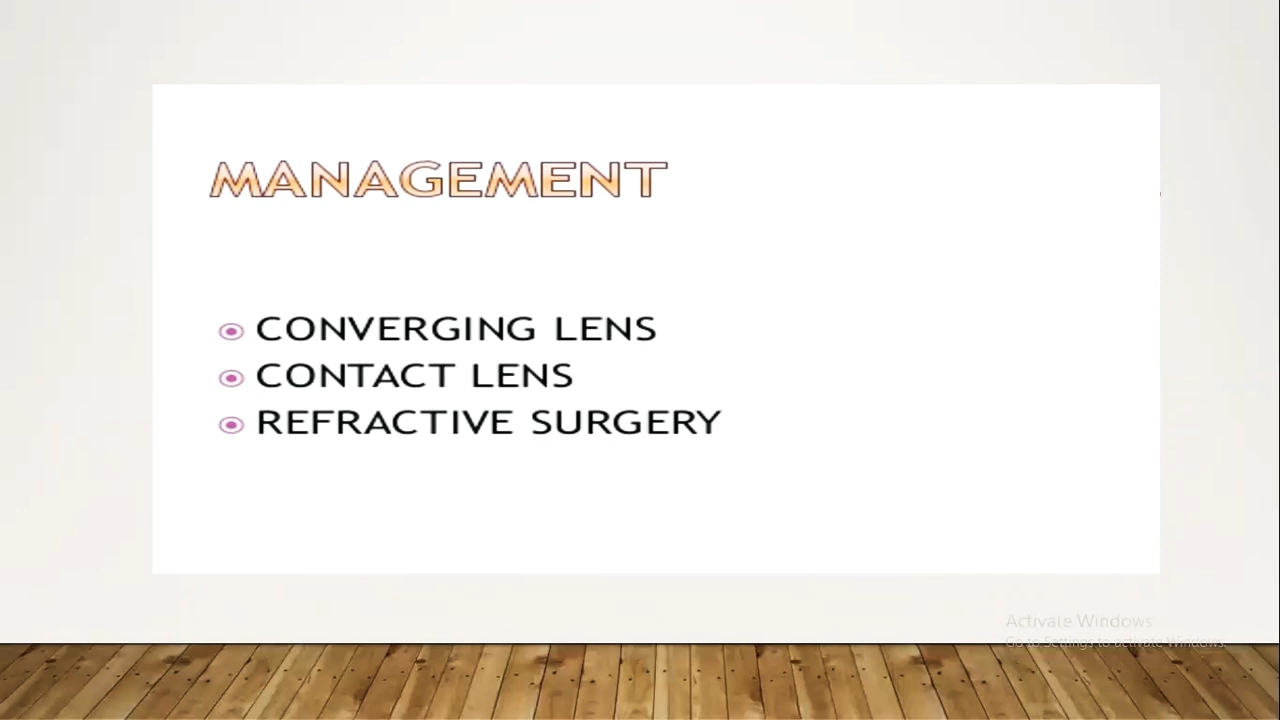 MANAGEMENT
CONVERGING LENS
CONTACT LENS
REFRACTIVE SURGERY
Activate Windows
Go to Settings to activate Windows.